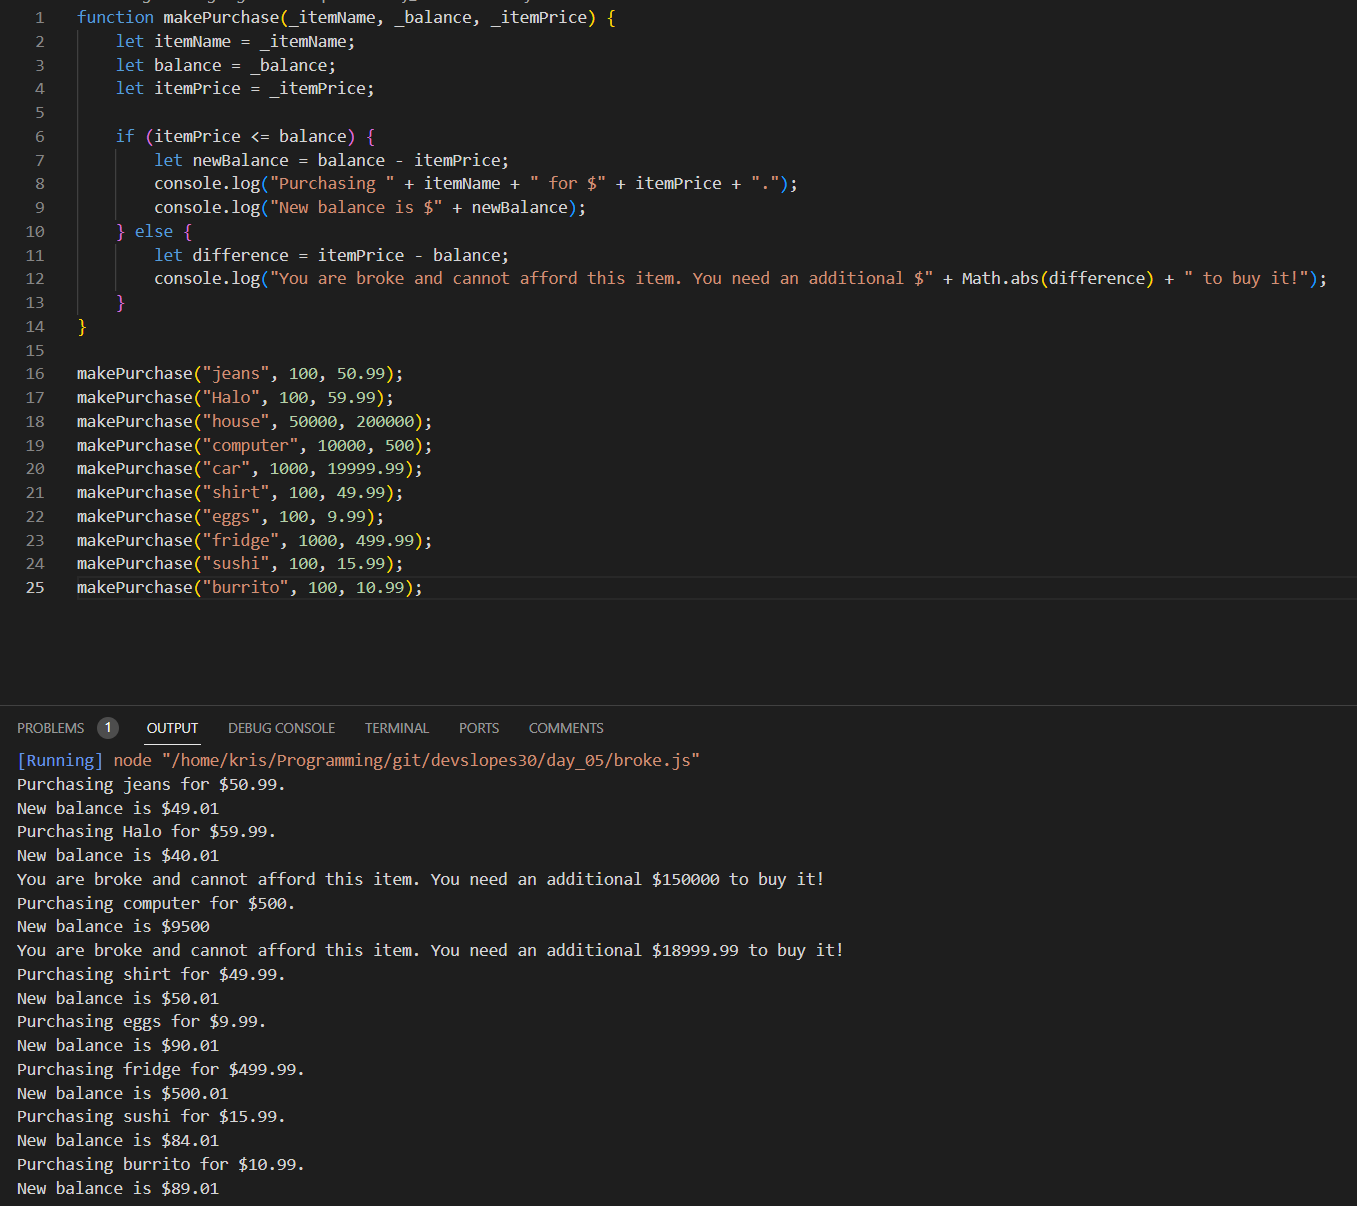 1 function makePurchase(_itemName, _balance, _itemPrice) {
2 let itemName = _itemName;
3 let balance = _balance;
4 let itemPrice = _itemPrice;
5
6 if (itemPrice <= balance) {
7 let newBalance = balance - itemPrice;
8 console.log("Purchasing " + itemName + " for $" + itemPrice + ".");
9 console.log("New balance is $" + newBalance);
10 } else {
11 let difference = itemPrice - balance;
12 console.log("You are broke and cannot afford this item. You need an additional $" + Math.abs(difference) + " to buy it!");
13 }
14 }
15
16 makePurchase("jeans", 100, 50.99);
17 makePurchase("Halo", 100, 59.99);
18 makePurchase("house", 50000, 200000);
19 makePurchase("computer", 10000, 500);
20 makePurchase("car", 1000, 19999.99);
21 makePurchase("shirt", 100, 49.99);
22 makePurchase("eggs", 100, 9.99);
23 makePurchase("fridge", 1000, 499.99);
24 makePurchase("sushi", 100, 15.99);
25 makePurchase("burrito", 100, 10.99);
PROBLEMS 1 OUTPUT DEBUG CONSOLE TERMINAL PORTS COMMENTS
[Running] node "/home/kris/Programming/git/devslopes30/day_05/broke.js"
Purchasing jeans for $50.99.
New balance is $49.01
Purchasing Halo for $59.99.
New balance is $40.01
You are broke and cannot afford this item. You need an additional $150000 to buy it!
Purchasing computer for $500.
New balance is $9500
You are broke and cannot afford this item. You need an additional $18999.99 to buy it!
Purchasing shirt for $49.99.
New balance is $50.01
Purchasing eggs for $9.99.
New balance is $90.01
Purchasing fridge for $499.99.
New balance is $500.01
Purchasing sushi for $15.99.
New balance is $84.01
Purchasing burrito for $10.99.
New balance is $89.01